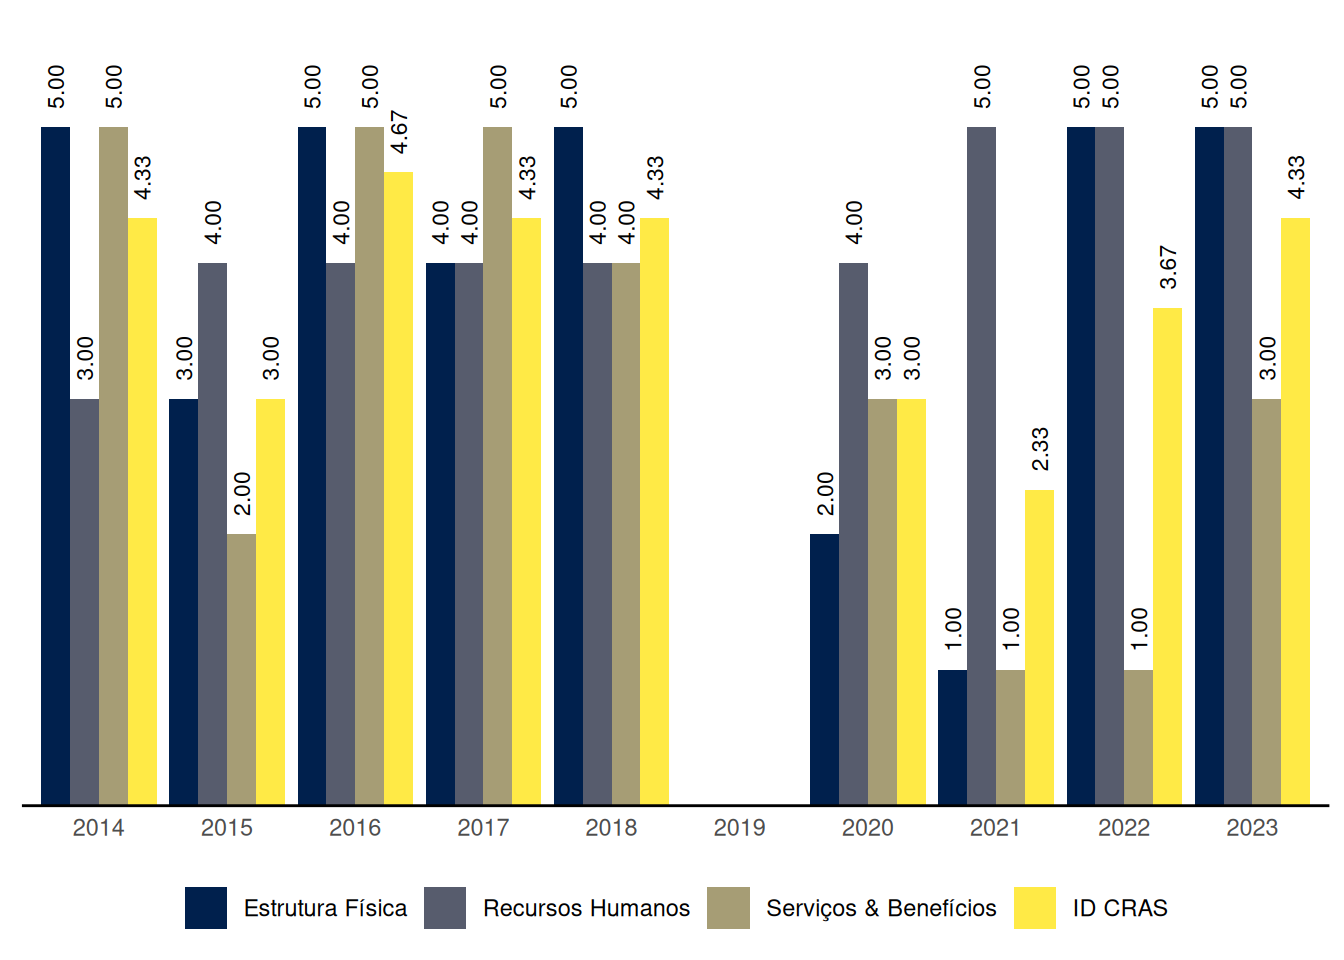 5.00 3.00 5.00 4.33 3.00 4.00 2.00 3.00 5.00 4.00 5.00 4.67 4.00 4.00 5.00 4.33 5.00 4.00 4.00 4.33 2.00 4.00 3.00 3.00 1.00 5.00 1.00 2.33 5.00 5.00 1.00 3.67 5.00 5.00 3.00 4.33
2014 2015 2016 2017 2018 2019 2020 2021 2022 2023
Estrutura Física Recursos Humanos Serviços & Benefícios ID CRAS